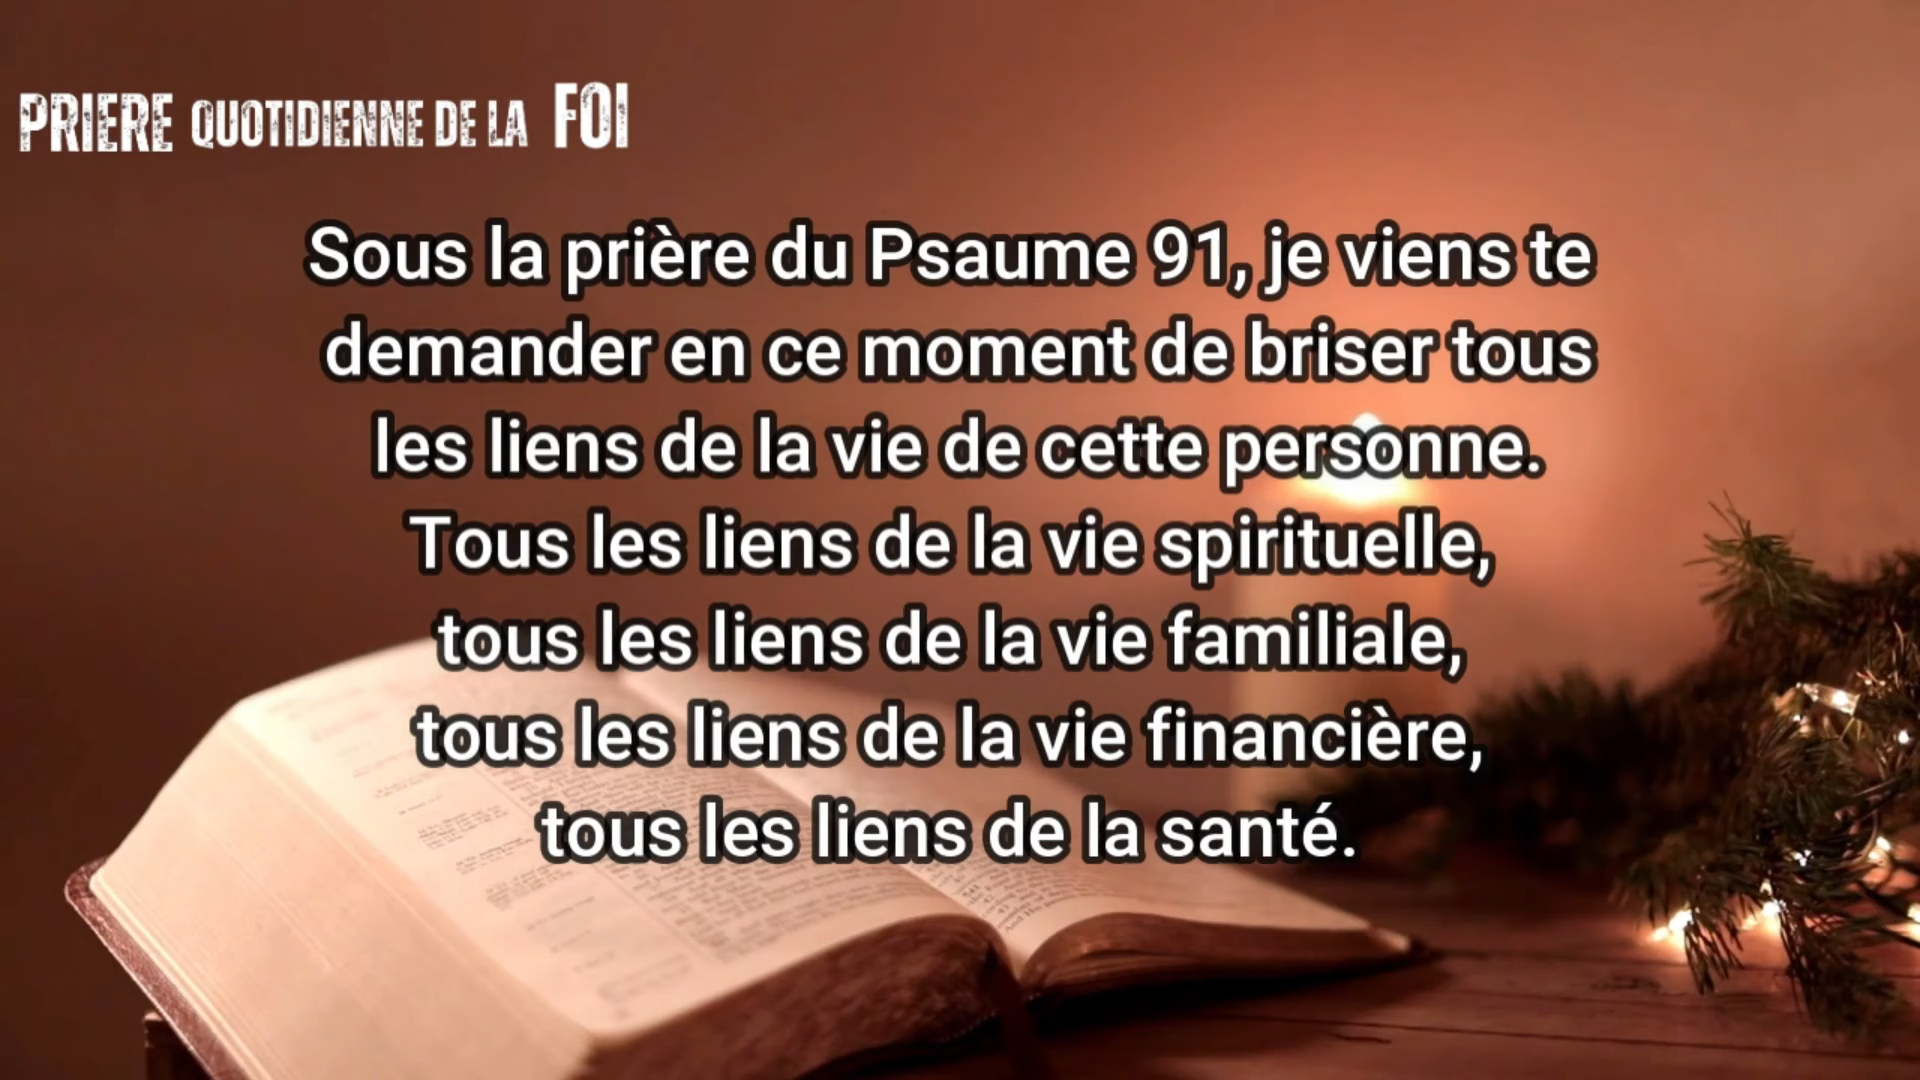 PRIERE QUOTIDIENNE DE LA FOI
Sous la prière du Psaume 91, je viens te
demander en ce moment de briser tous
les liens de la vie de cette personne.
Tous les liens de la vie spirituelle,
tous les liens de la vie familiale,
tous les liens de la vie financière,
tous les liens de la santé.